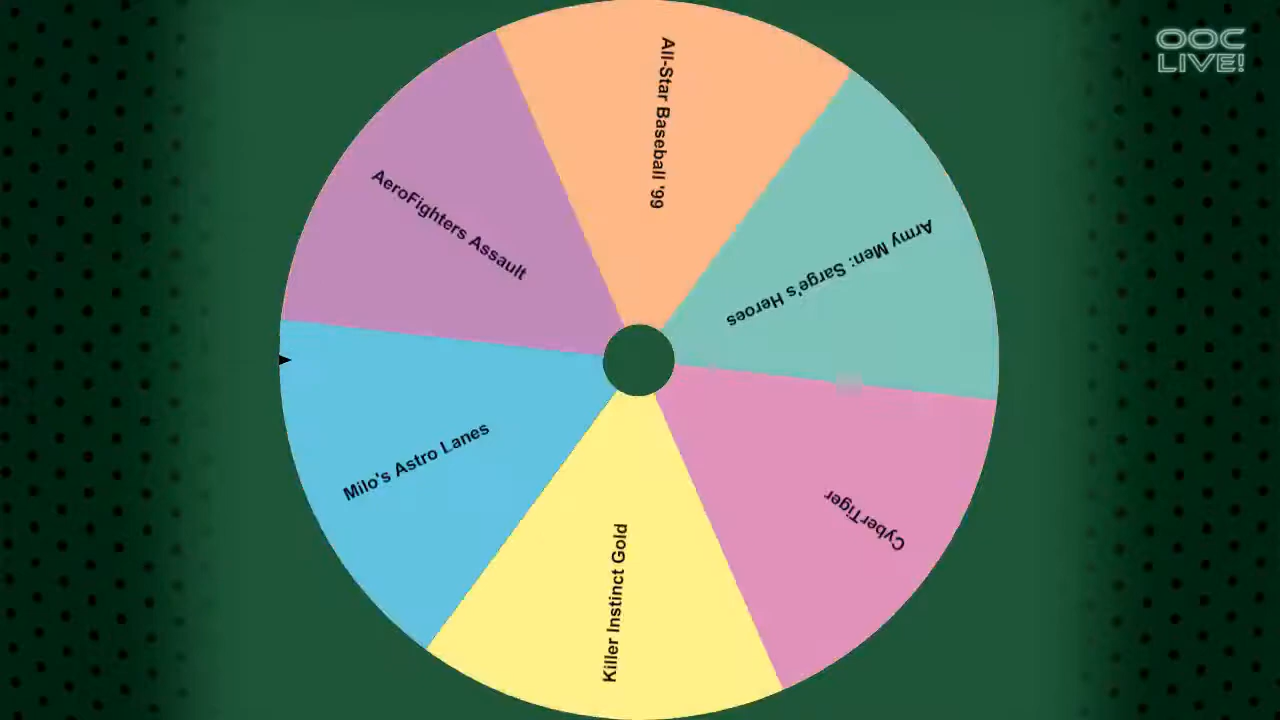 OOC
LIVE!
All-Star Baseball '99
AeroFighters Assault
Army Men: Sarge's Heroes
Milo's Astro Lanes
CyberTiger
Killer Instinct Gold